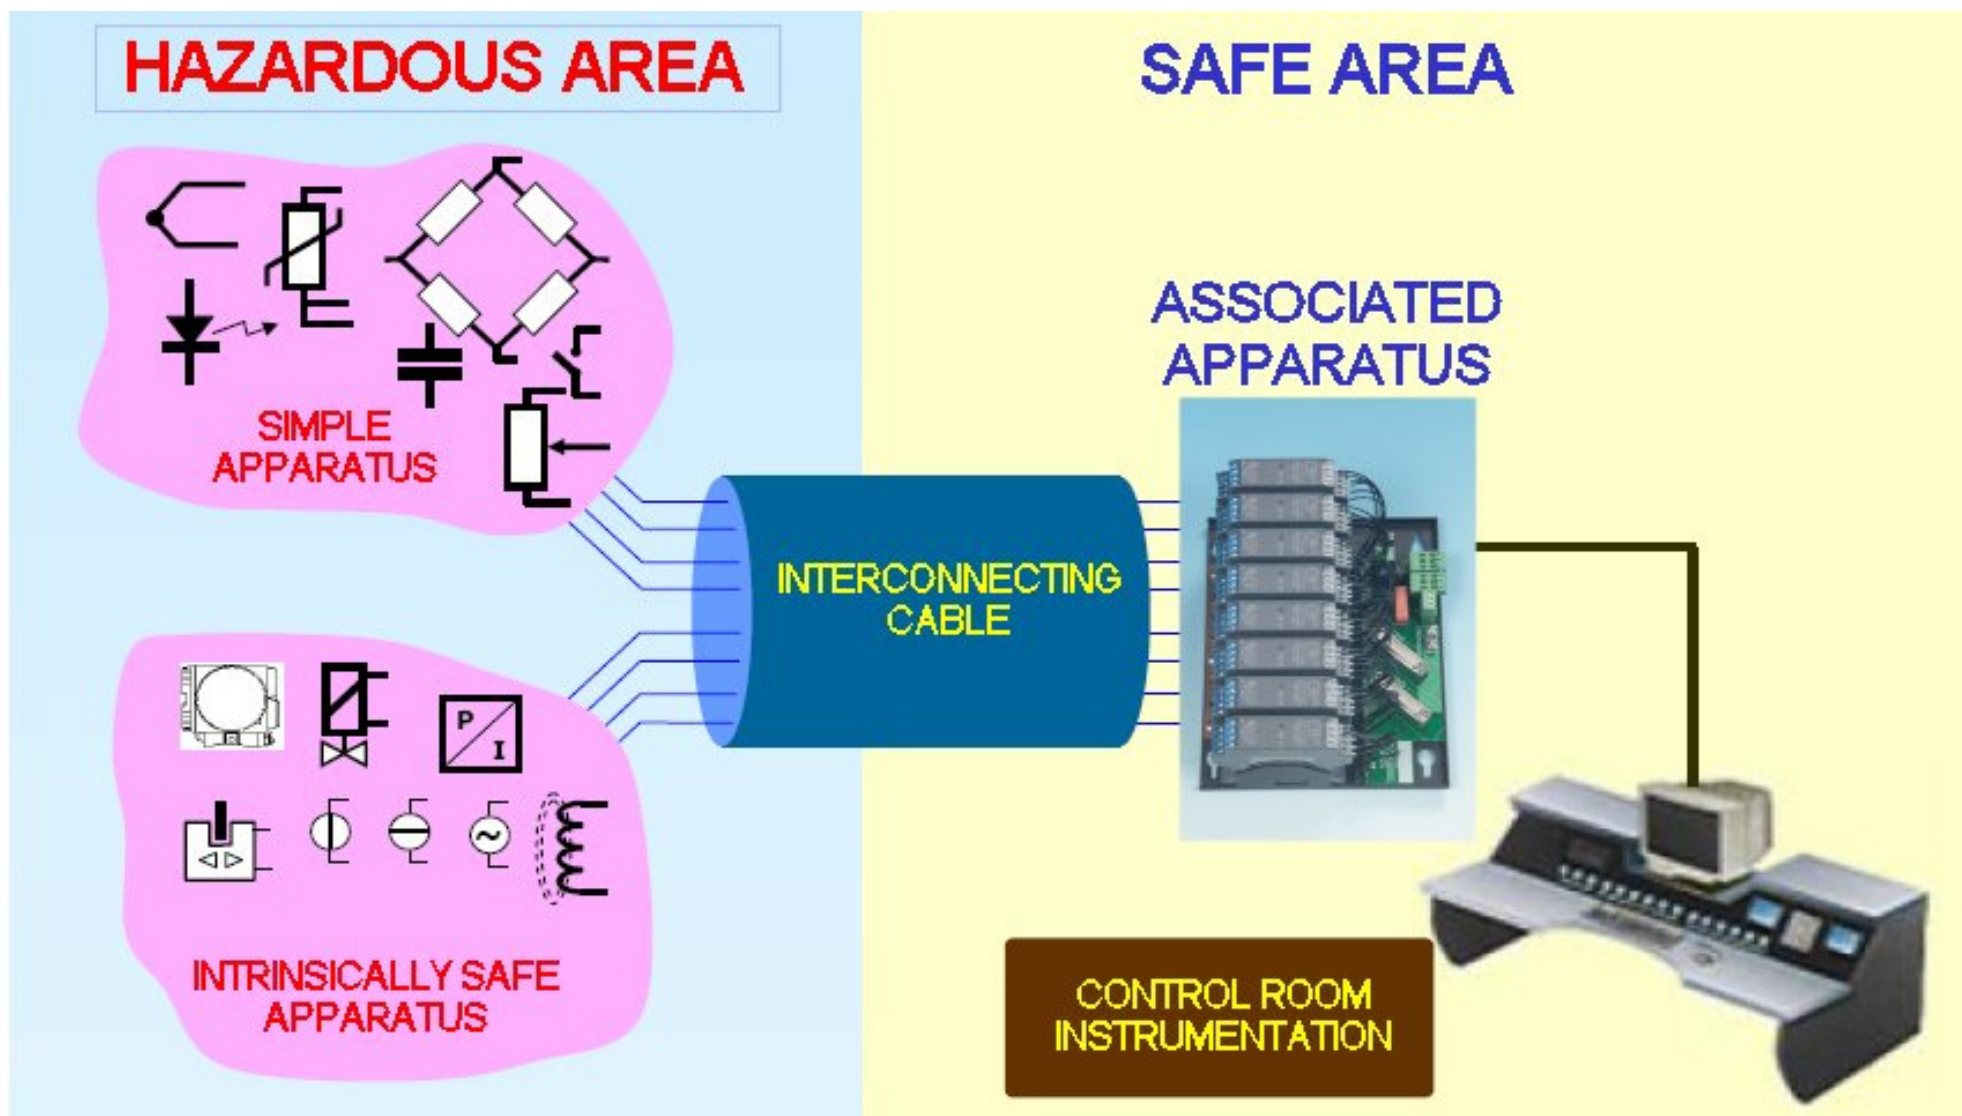 HAZARDOUS AREA
SAFE AREA
SIMPLE
APPARATUS
ASSOCIATED
APPARATUS
INTERCONNECTING
CABLE
P
I
INTRINSICALLY SAFE
APPARATUS
CONTROL ROOM
INSTRUMENTATION